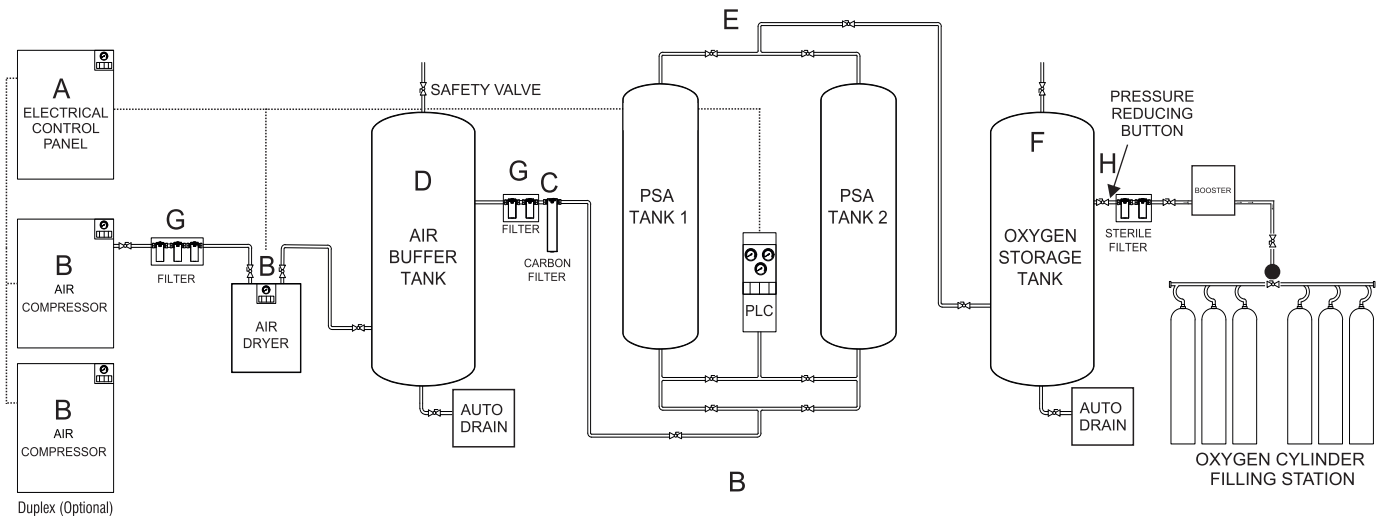 A
ELECTRICAL
CONTROL
PANEL
B
AIR
COMPRESSOR
B
AIR
COMPRESSOR
Duplex (Optional)
G
FILTER
B
AIR
DRYER
SAFETY VALVE
D
AIR
BUFFER
TANK
AUTO
DRAIN
G
FILTER
C
CARBON
FILTER
E
PSA
TANK 1
PLC
PSA
TANK 2
B
F
OXYGEN
STORAGE
TANK
AUTO
DRAIN
PRESSURE
REDUCING
BUTTON
H
STERILE
FILTER
BOOSTER
OXYGEN CYLINDER
FILLING STATION